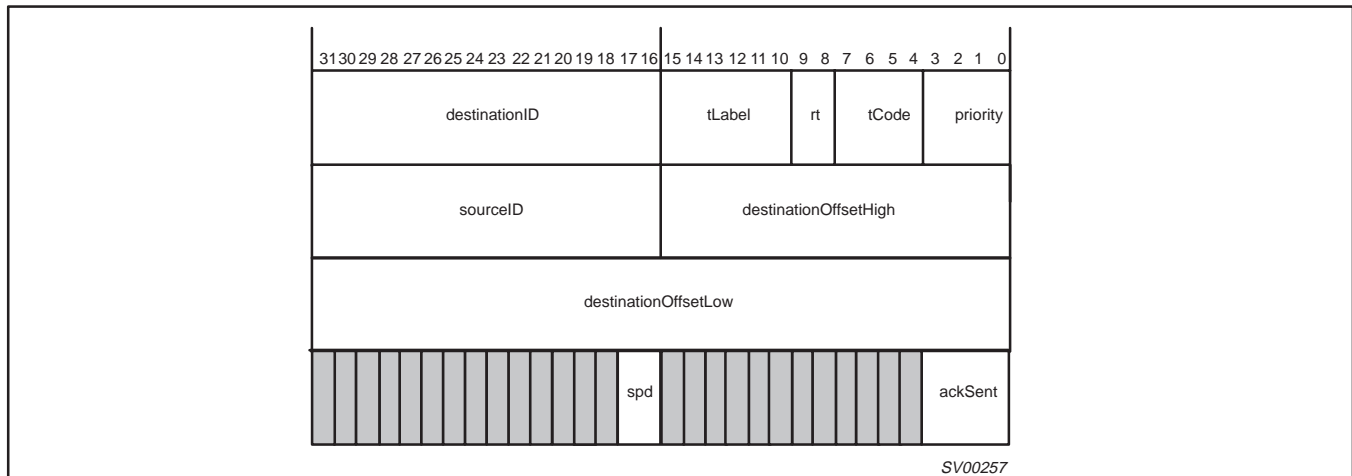 31 30 29 28 27 26 25 24 23 22 21 20 19 18 17 16 15 14 13 12 11 10 9 8 7 6 5 4 3 2 1 0
destinationID tLabel rt tCode priority
sourceID destinationOffsetHigh
destinationOffsetLow
spd ackSent
SV00257